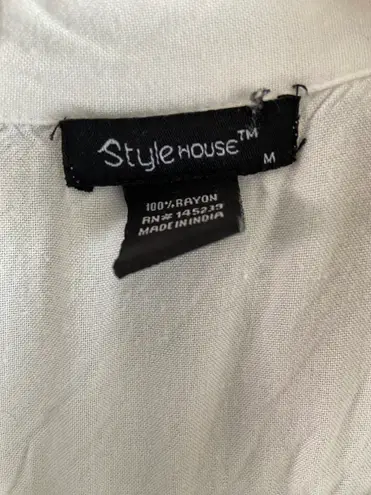 Style HOUSE™
M
100% RAYON
RN# 145239
MADE IN INDIA